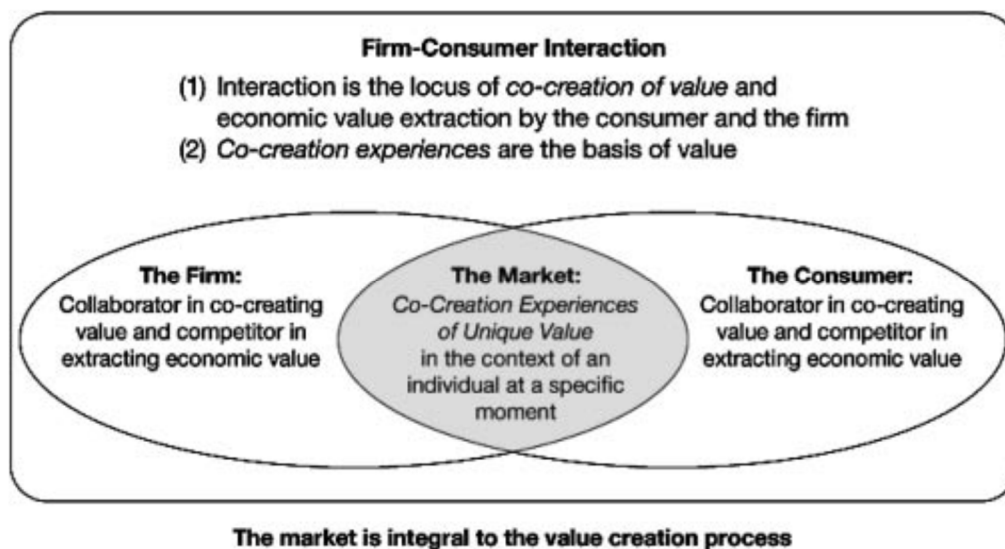 Firm-Consumer Interaction
(1) Interaction is the locus of co-creation of value and
economic value extraction by the consumer and the firm
(2) Co-creation experiences are the basis of value
The Firm:
Collaborator in co-creating
value and competitor in
extracting economic value
The Market:
Co-Creation Experiences
of Unique Value
in the context of an
individual at a specific
moment
The Consumer:
Collaborator in co-creating
value and competitor in
extracting economic value
The market is integral to the value creation process